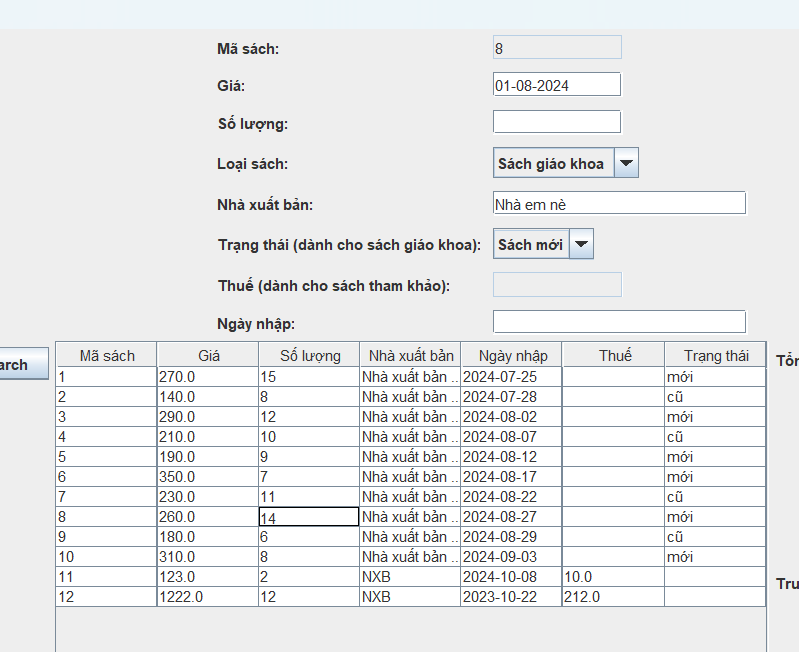 Mã sách: 8
Giá: 01-08-2024
Số lượng:
Loại sách: Sách giáo khoa
Nhà xuất bản: Nhà em nè
Trạng thái (dành cho sách giáo khoa): Sách mới
Thuế (dành cho sách tham khảo):
Ngày nhập:
arch
Mã sách Giá Số lượng Nhà xuất bản Ngày nhập Thuế Trạng thái
Tổn
1 270.0 15 Nhà xuất bản .. 2024-07-25 mới
2 140.0 8 Nhà xuất bản .. 2024-07-28 cũ
3 290.0 12 Nhà xuất bản .. 2024-08-02 mới
4 210.0 10 Nhà xuất bản .. 2024-08-07 cũ
5 190.0 9 Nhà xuất bản .. 2024-08-12 mới
6 350.0 7 Nhà xuất bản .. 2024-08-17 mới
7 230.0 11 Nhà xuất bản .. 2024-08-22 cũ
8 260.0 14 Nhà xuất bản .. 2024-08-27 mới
9 180.0 6 Nhà xuất bản .. 2024-08-29 cũ
10 310.0 8 Nhà xuất bản .. 2024-09-03 mới
11 123.0 2 NXB 2024-10-08 10.0
Tru
12 1222.0 12 NXB 2023-10-22 212.0